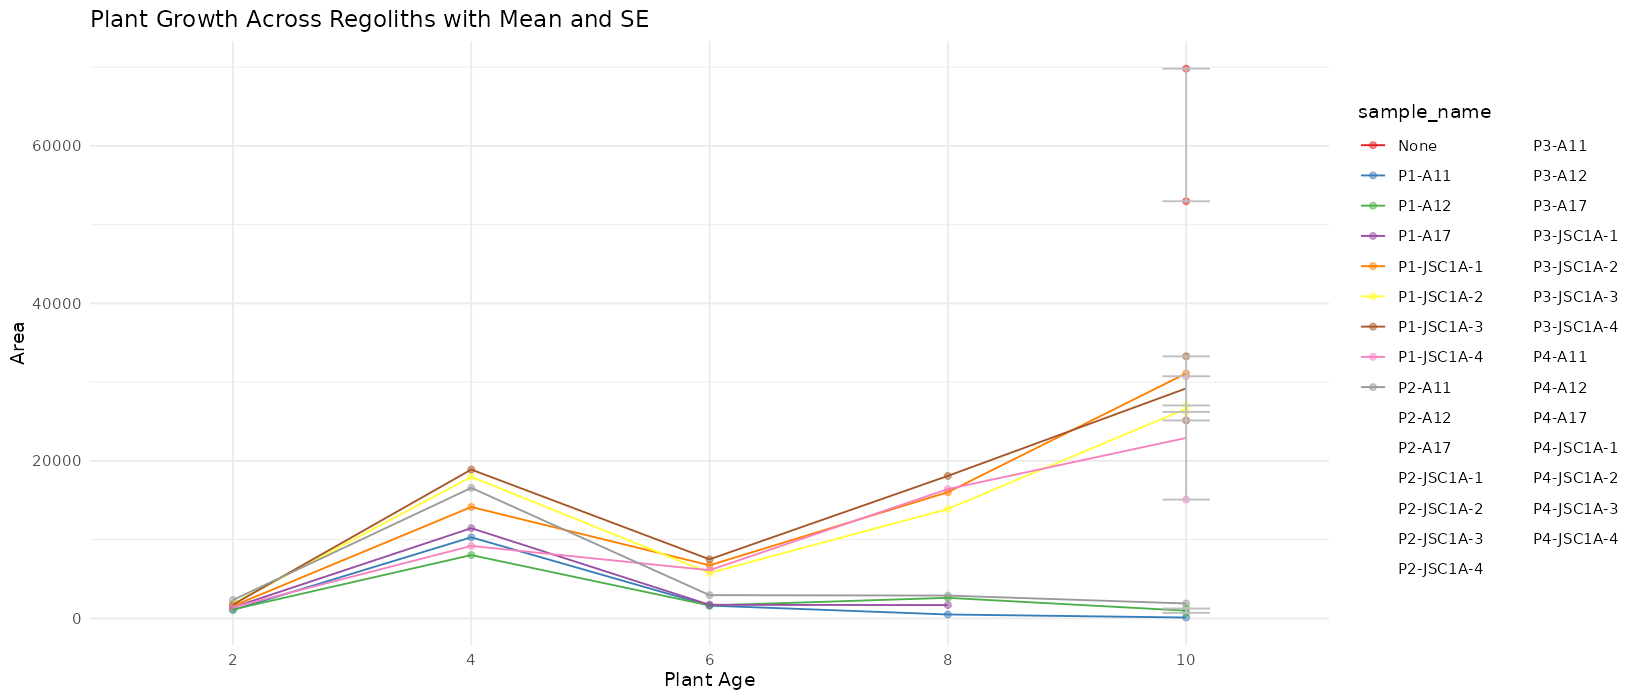 Plant Growth Across Regoliths with Mean and SE
Area
60000
40000
20000
0
2 4 6 8 10
Plant Age
sample_name
None P3-A11
P1-A11 P3-A12
P1-A12 P3-A17
P1-A17 P3-JSC1A-1
P1-JSC1A-1 P3-JSC1A-2
P1-JSC1A-2 P3-JSC1A-3
P1-JSC1A-3 P3-JSC1A-4
P1-JSC1A-4 P4-A11
P2-A11 P4-A12
P2-A12 P4-A17
P2-A17 P4-JSC1A-1
P2-JSC1A-1 P4-JSC1A-2
P2-JSC1A-2 P4-JSC1A-3
P2-JSC1A-3 P4-JSC1A-4
P2-JSC1A-4